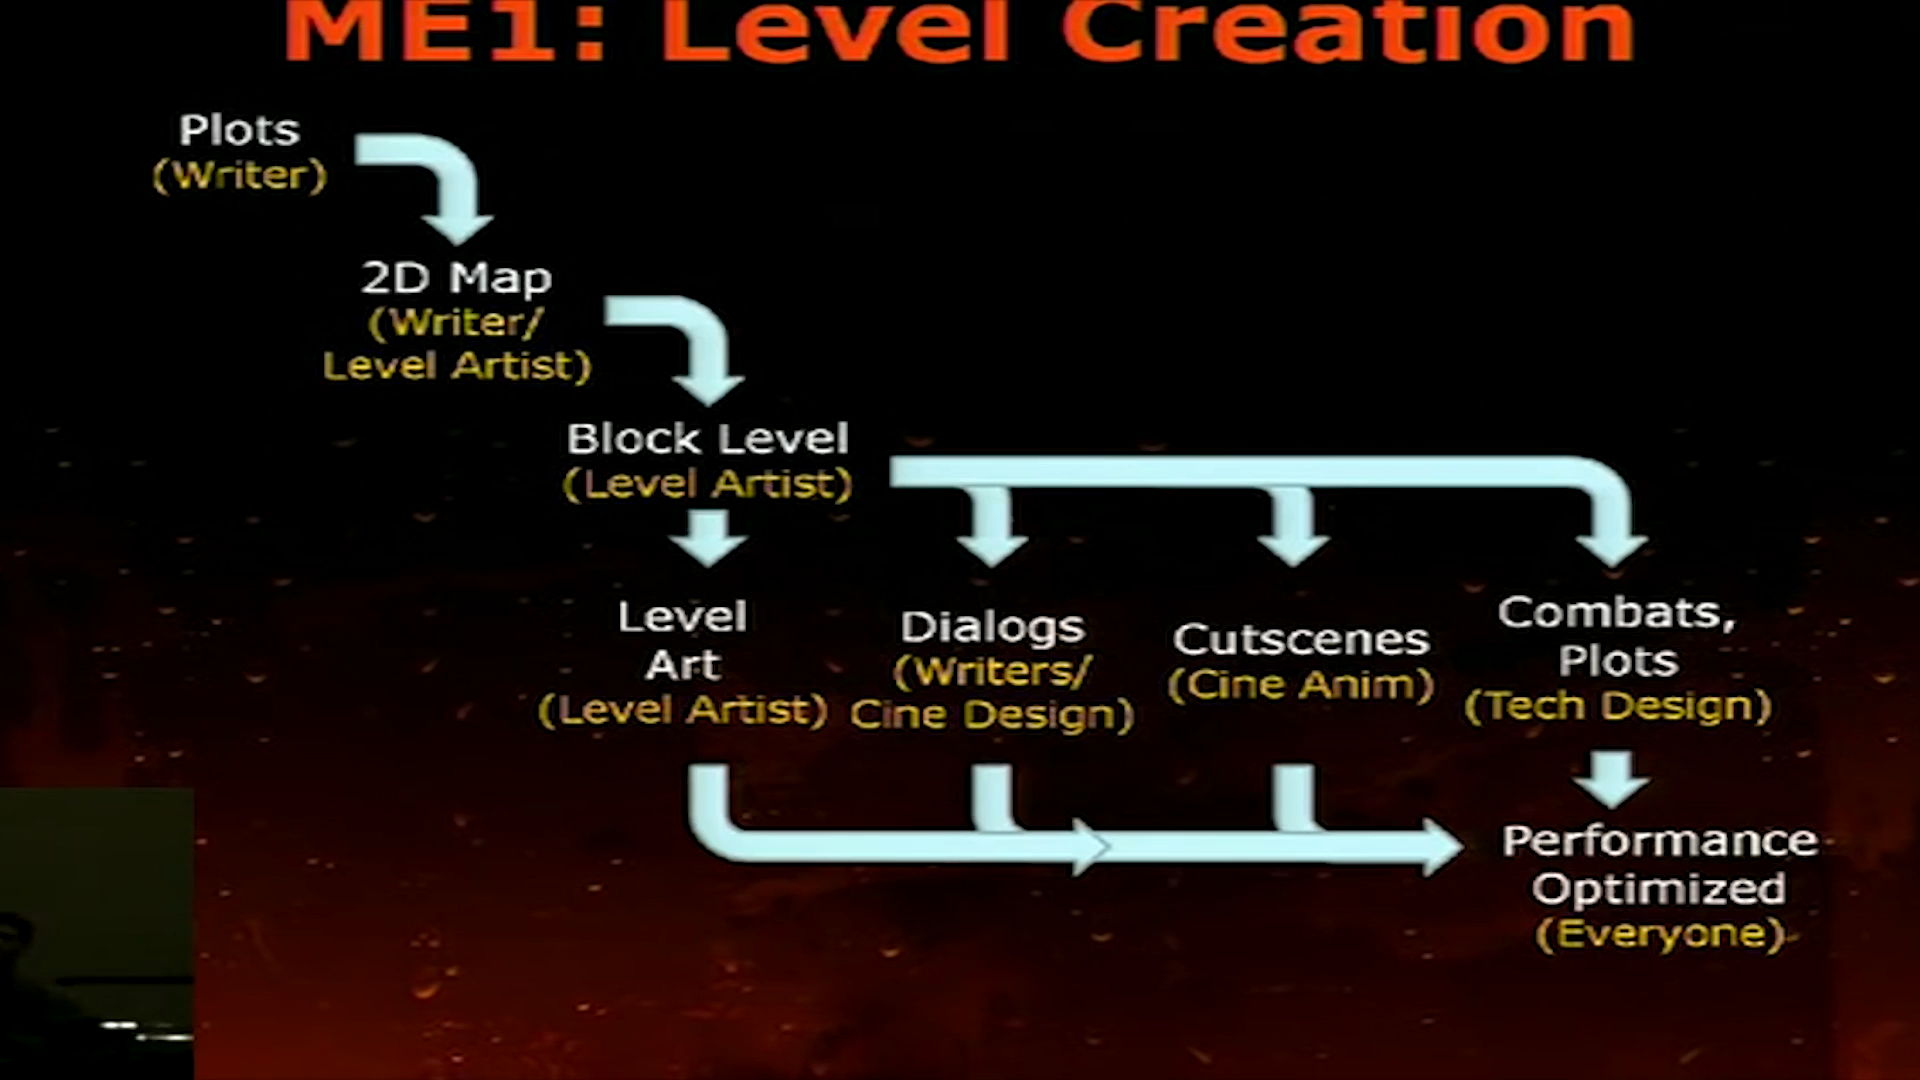 ME1: Level Creation
Plots
(Writer)
2D Map
(Writer/
Level Artist)
Block Level
(Level Artist)
Level
Art
(Level Artist)
Dialogs
(Writers/
Cine Design)
Cutscenes
(Cine Anim)
Combats,
Plots
(Tech Design)
Performance
Optimized
(Everyone)